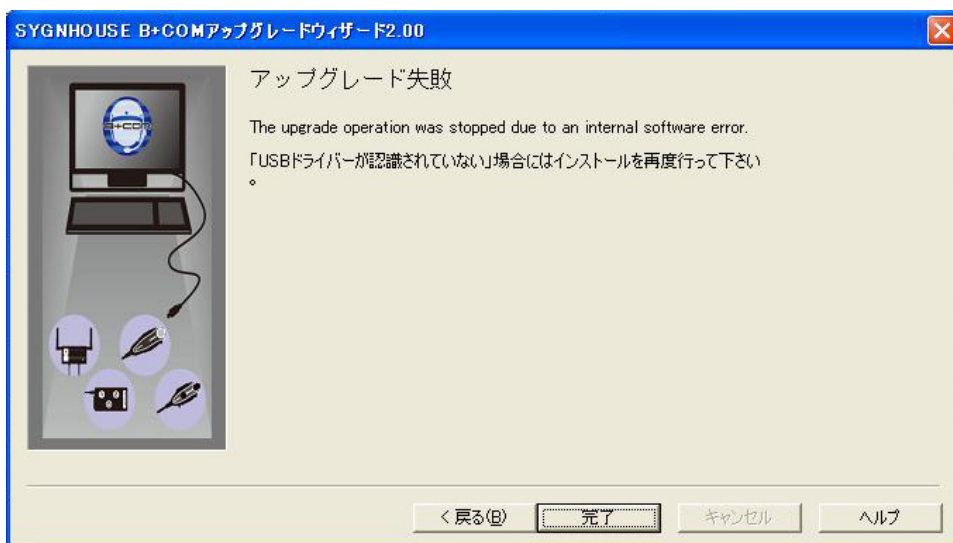 SYGNHOUSE B+COMアップグレードウィザード2.00
B+COM
アップグレード失敗
The upgrade operation was stopped due to an internal software error.
「USBドライバーが認識されていない」場合にはインストールを再度行って下さい
。
< 戻る(B)
完了
キャンセル
ヘルプ